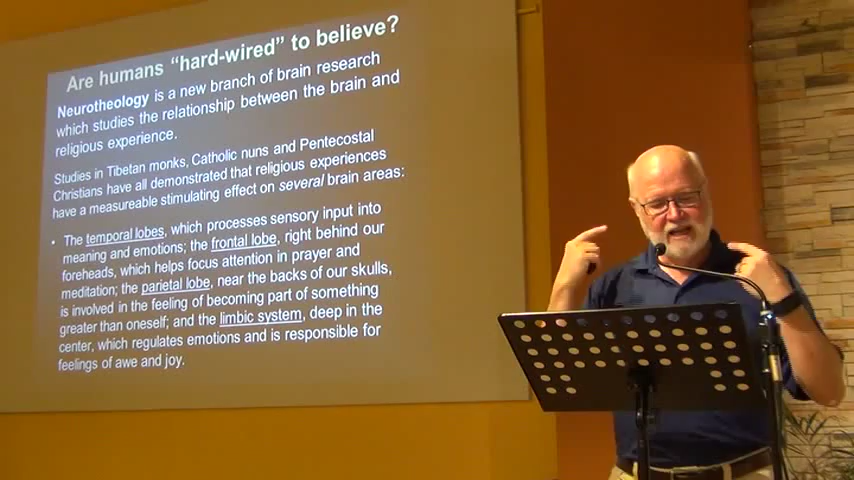 Are humans “hard-wired” to believe?
Neurotheology is a new branch of brain research
which studies the relationship between the brain and
religious experience.
Studies in Tibetan monks, Catholic nuns and Pentecostal
Christians have all demonstrated that religious experiences
have a measureable stimulating effect on several brain areas:
• The temporal lobes, which processes sensory input into
meaning and emotions; the frontal lobe, right behind our
foreheads, which helps focus attention in prayer and
meditation; the parietal lobe, near the backs of our skulls,
is involved in the feeling of becoming part of something
greater than oneself; and the limbic system, deep in the
center, which regulates emotions and is responsible for
feelings of awe and joy.